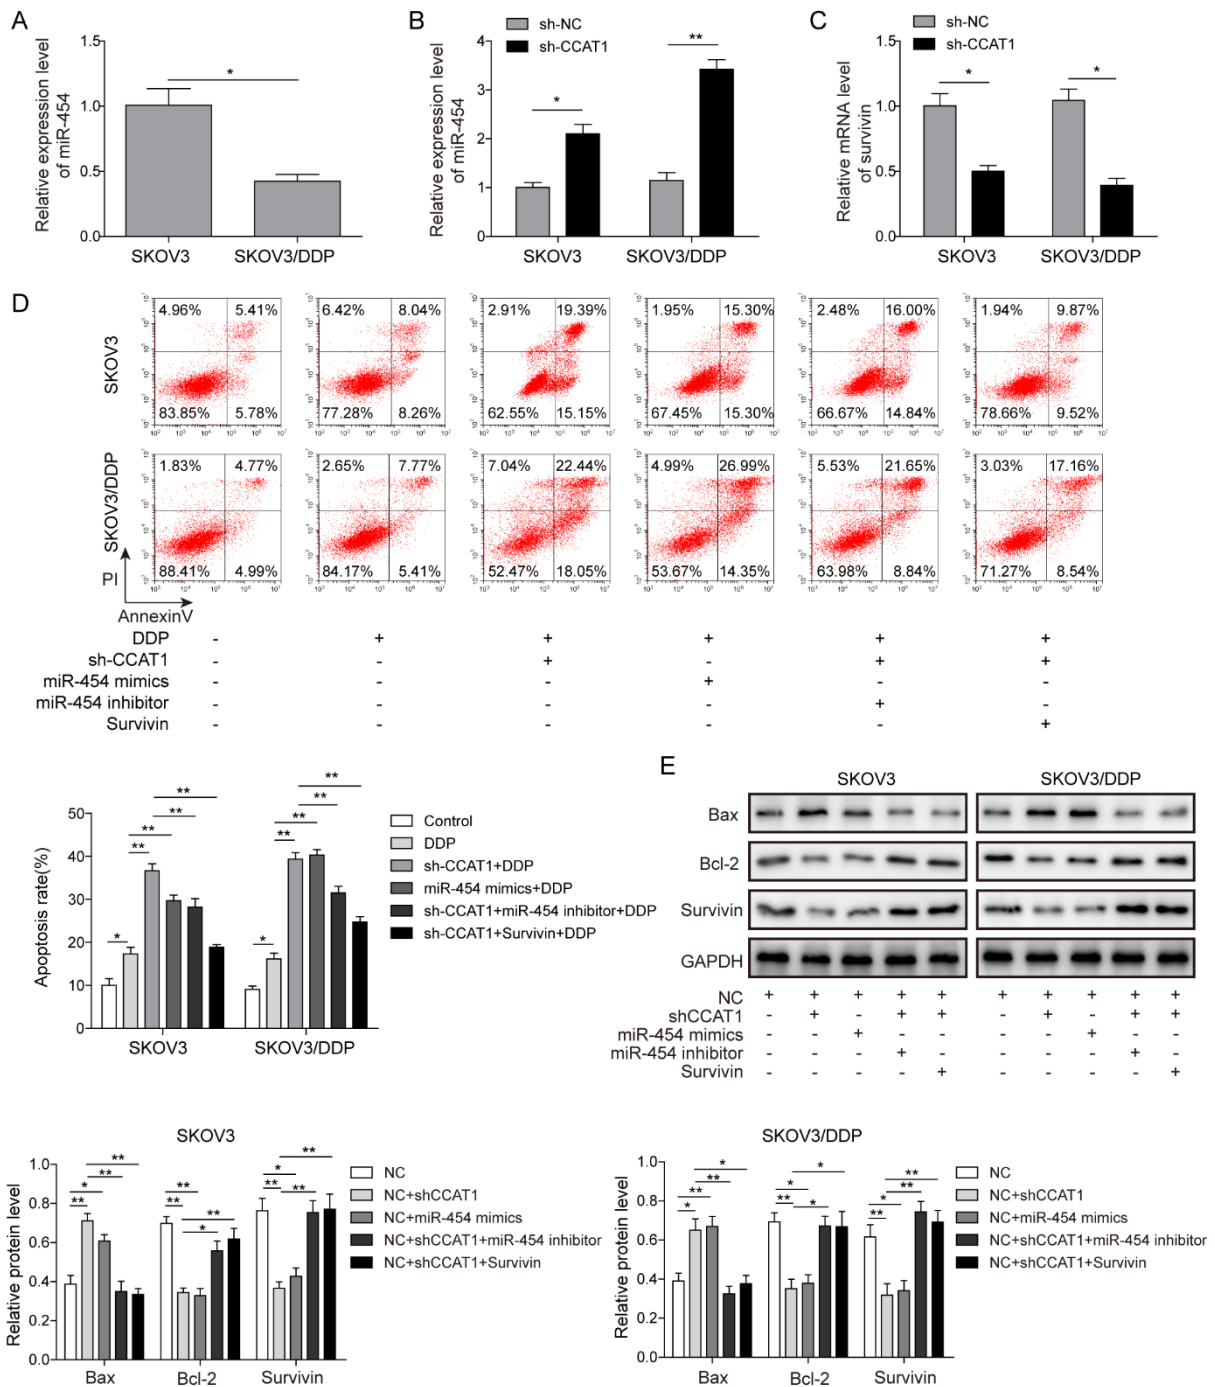 A
Relative expression level
of miR-454
1.5
1.0
0.5
0.0
*
SKOV3
SKOV3/DDP
B
sh-NC
sh-CCAT1
Relative expression level
of miR-454
4
3
2
1
0
*
**
SKOV3
SKOV3/DDP
C
sh-NC
sh-CCAT1
Relative mRNA level
of survivin
1.5
1.0
0.5
0.0
*
*
SKOV3
SKOV3/DDP
D
SKOV3
4.96% 5.41%
83.85% 5.78%
6.42% 8.04%
77.28% 8.26%
2.91% 19.39%
62.55% 15.15%
1.95% 15.30%
67.45% 15.30%
2.48% 16.00%
66.67% 14.84%
1.94% 9.87%
78.66% 9.52%
SKOV3/DDP
1.83% 4.77%
88.41% 4.99%
2.65% 7.77%
84.17% 5.41%
7.04% 22.44%
52.47% 18.05%
4.99% 26.99%
53.67% 14.35%
5.53% 21.65%
63.98% 8.84%
3.03% 17.16%
71.27% 8.54%
PI
AnnexinV
DDP - + + + + +
sh-CCAT1 - - + - + +
miR-454 mimics - - - + - -
miR-454 inhibitor - - - - + -
Survivin - - - - - +
Apoptosis rate(%)
50
40
30
20
10
0
*
**
**
**
**
*
**
**
**
**
SKOV3
SKOV3/DDP
Control
DDP
sh-CCAT1+DDP
miR-454 mimics+DDP
sh-CCAT1+miR-454 inhibitor+DDP
sh-CCAT1+Survivin+DDP
E
SKOV3
SKOV3/DDP
Bax
Bcl-2
Survivin
GAPDH
NC + + + + + + + + + +
shCCAT1 - + - + + - + - + +
miR-454 mimics - - + - - - - + - -
miR-454 inhibitor - - - + - - - - + -
Survivin - - - - + - - - - +
SKOV3
Relative protein level
1.0
0.8
0.6
0.4
0.2
0.0
**
*
**
**
**
**
*
**
**
*
**
**
Bax
Bcl-2
Survivin
NC
NC+shCCAT1
NC+miR-454 mimics
NC+shCCAT1+miR-454 inhibitor
NC+shCCAT1+Survivin
SKOV3/DDP
Relative protein level
1.0
0.8
0.6
0.4
0.2
0.0
*
**
**
*
**
*
*
*
**
*
**
**
Bax
Bcl-2
Survivin
NC
NC+shCCAT1
NC+miR-454 mimics
NC+shCCAT1+miR-454 inhibitor
NC+shCCAT1+Survivin